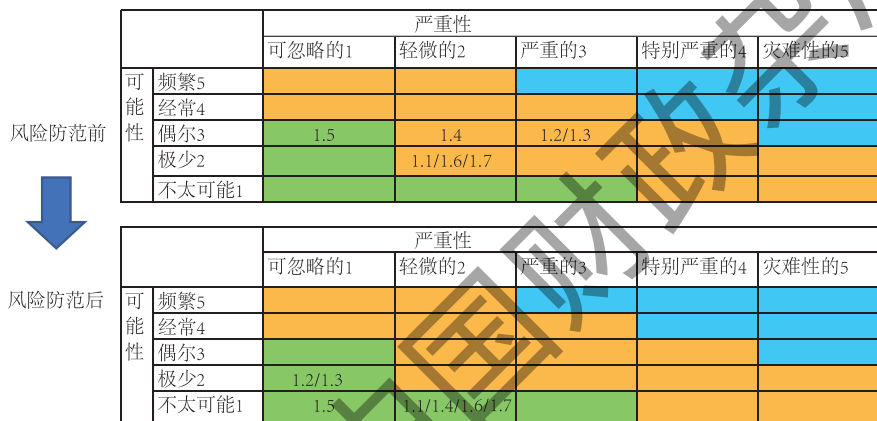 严重性
可忽略的1 轻微的2 严重的3 特别严重的4 灾难性的5
可能性 频繁5
经常4
风险防范前 偶尔3 1.5 1.4 1.2/1.3
极少2 1.1/1.6/1.7
不太可能1
严重性
可忽略的1 轻微的2 严重的3 特别严重的4 灾难性的5
风险防范后 可能性 频繁5
经常4
偶尔3
极少2 1.2/1.3
不太可能1 1.5 1.1/1.4/1.6/1.7
中国财政杂